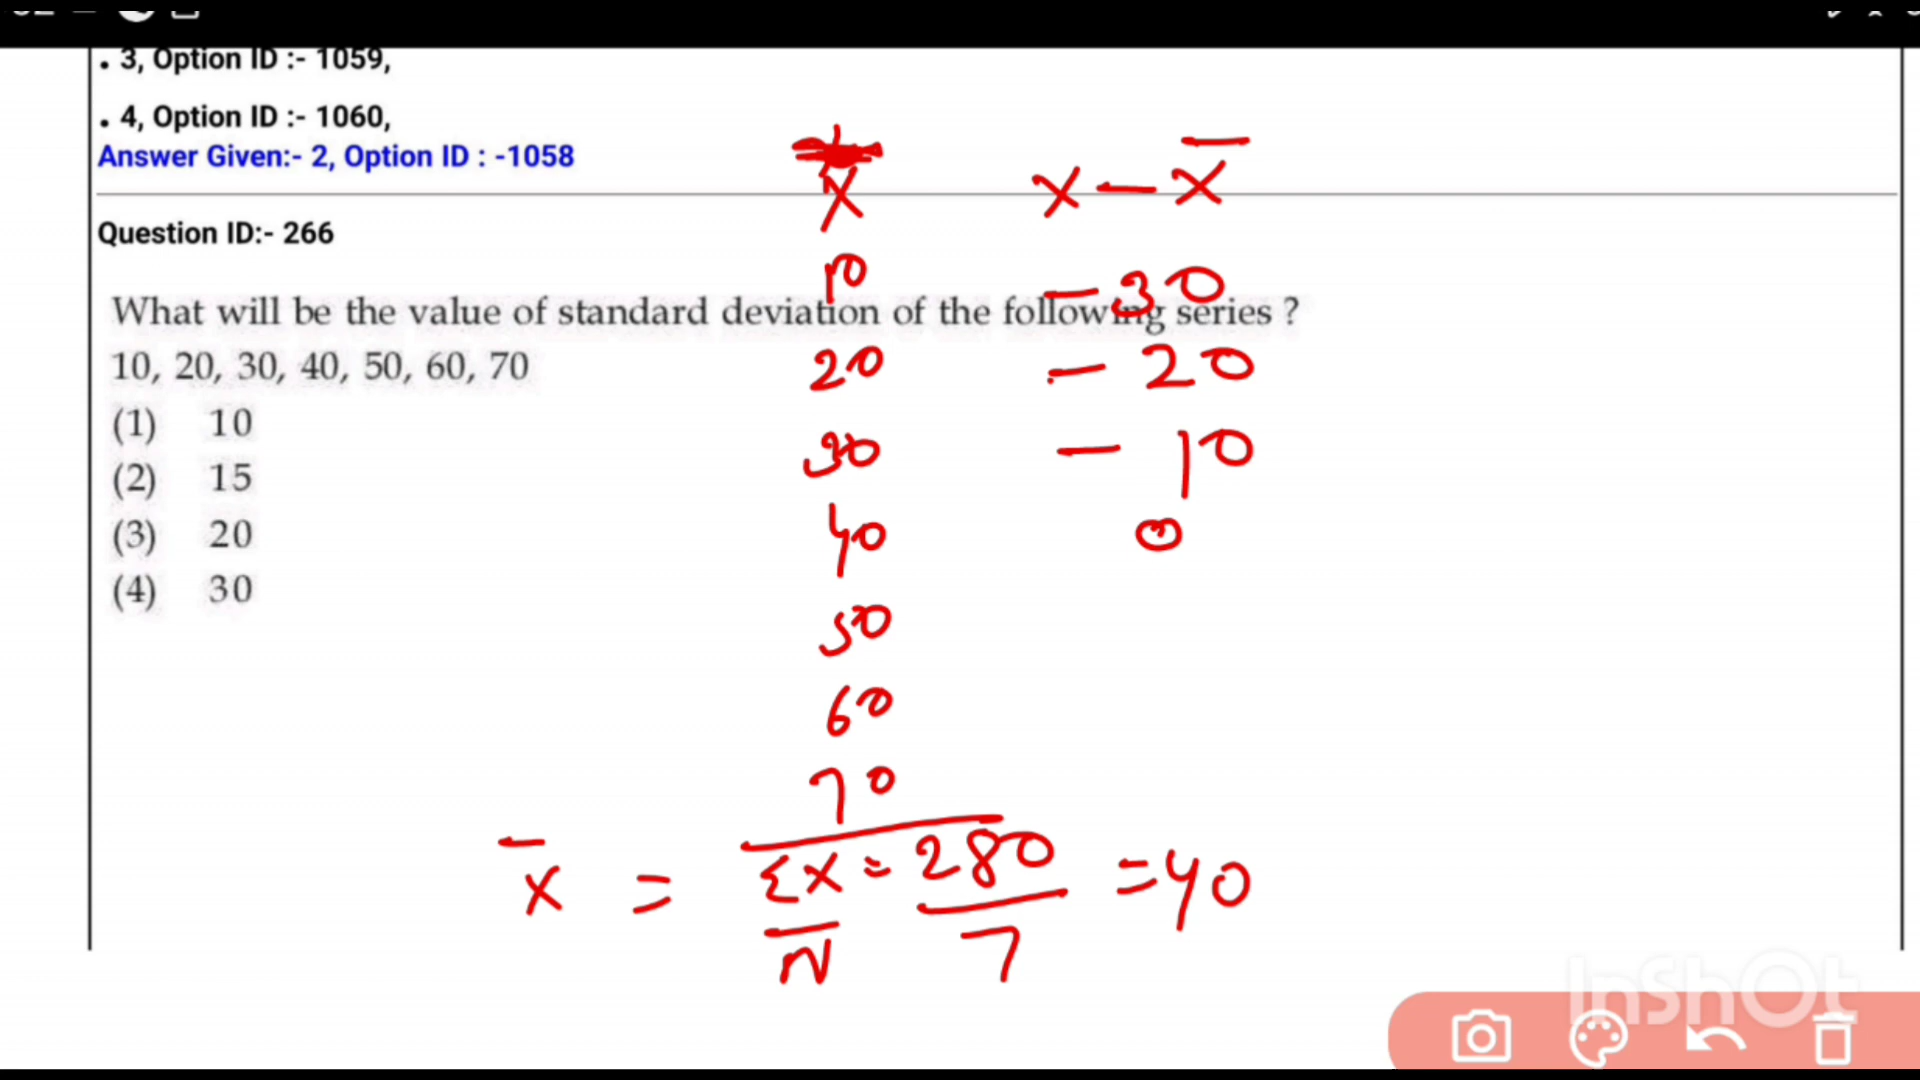 . 3, Option ID :- 1059,
. 4, Option ID :- 1060,
Answer Given:- 2, Option ID : -1058
Question ID:- 266
What will be the value of standard deviation of the following series ?
10, 20, 30, 40, 50, 60, 70
(1) 10
(2) 15
(3) 20
(4) 30
X x - x̄
10 - 30
20 - 20
30 - 10
40 0
50
60
70
x̄ = Σx/N = 280/7 = 40
InShOt